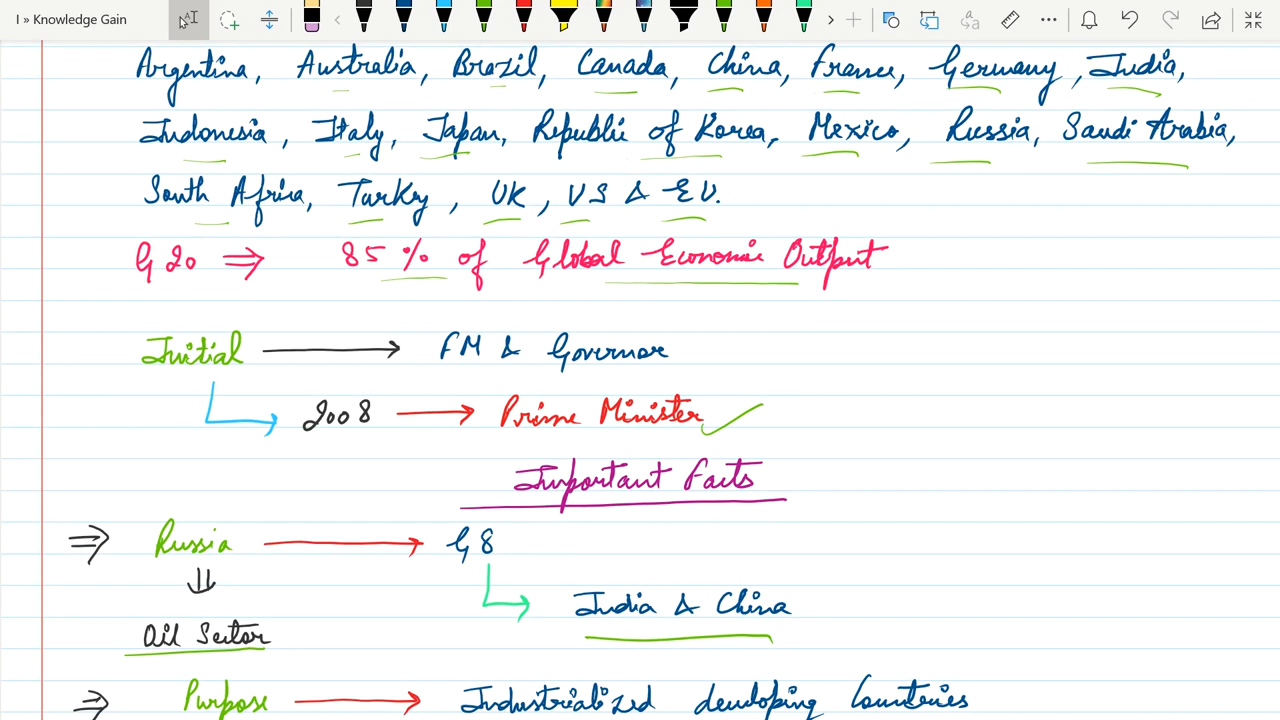 I » Knowledge Gain
Argentina, Australia, Brazil, Canada, China, France, Germany, India,
Indonesia, Italy, Japan, Republic of Korea, Mexico, Russia, Saudi Arabia,
South Africa, Turkey, UK, US & EU.
G20 ⇒ 85% of Global Economic Output
Initial → FM & Governor
2008 → Prime Minister ✓
Important Facts
⇒ Russia → G8
⇓
India & China
Oil Sector
⇒ Purpose → Industrialized developing Countries